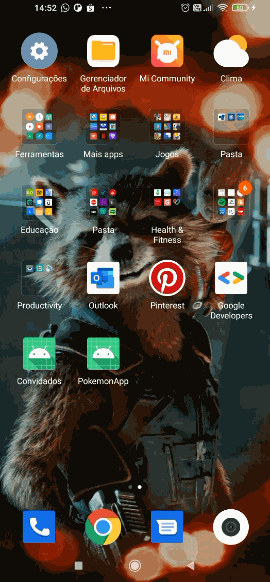 14:52
Configurações Gerenciador de Arquivos Mi Community Clima
Ferramentas Mais apps Jogos Pasta
6
Educação Pasta Health & Fitness
Productivity Outlook Pinterest Google Developers
Convidados PokemonApp